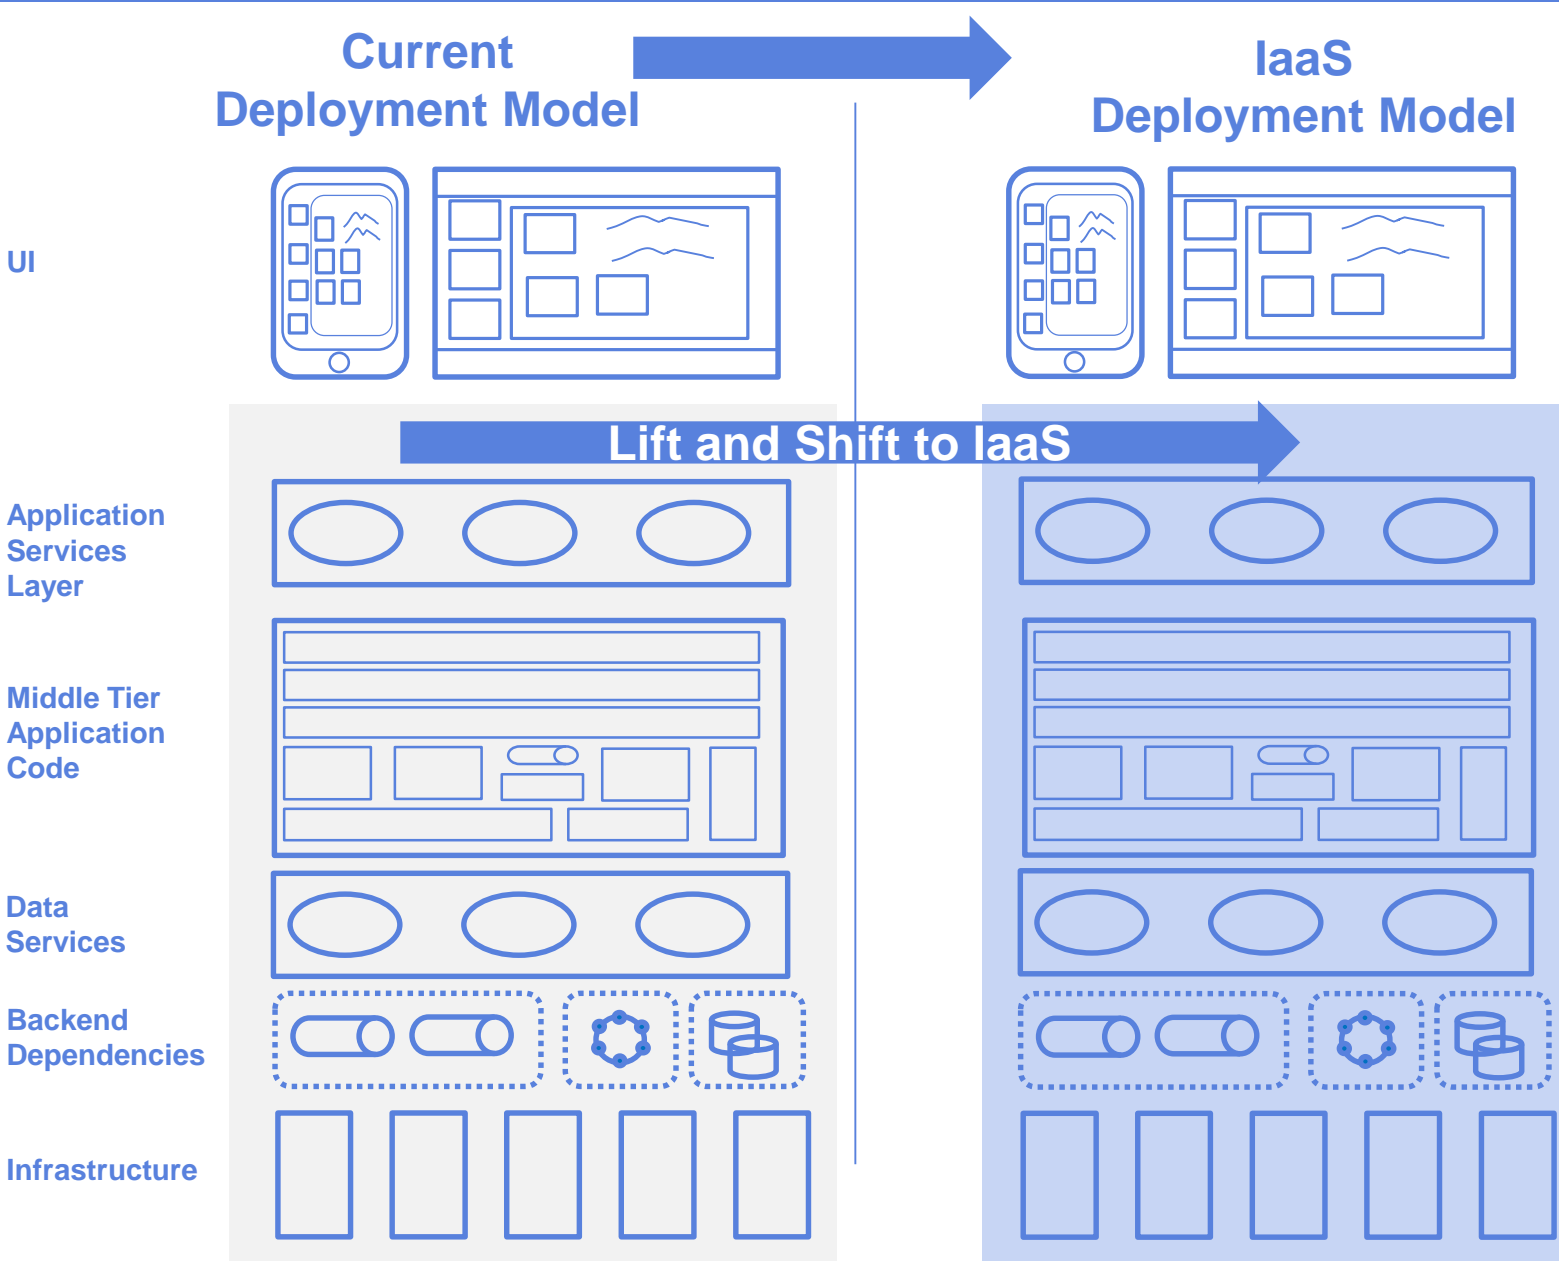 Current
Deployment Model
IaaS
Deployment Model
UI
Lift and Shift to IaaS
Application
Services
Layer
Middle Tier
Application
Code
Data
Services
Backend
Dependencies
Infrastructure